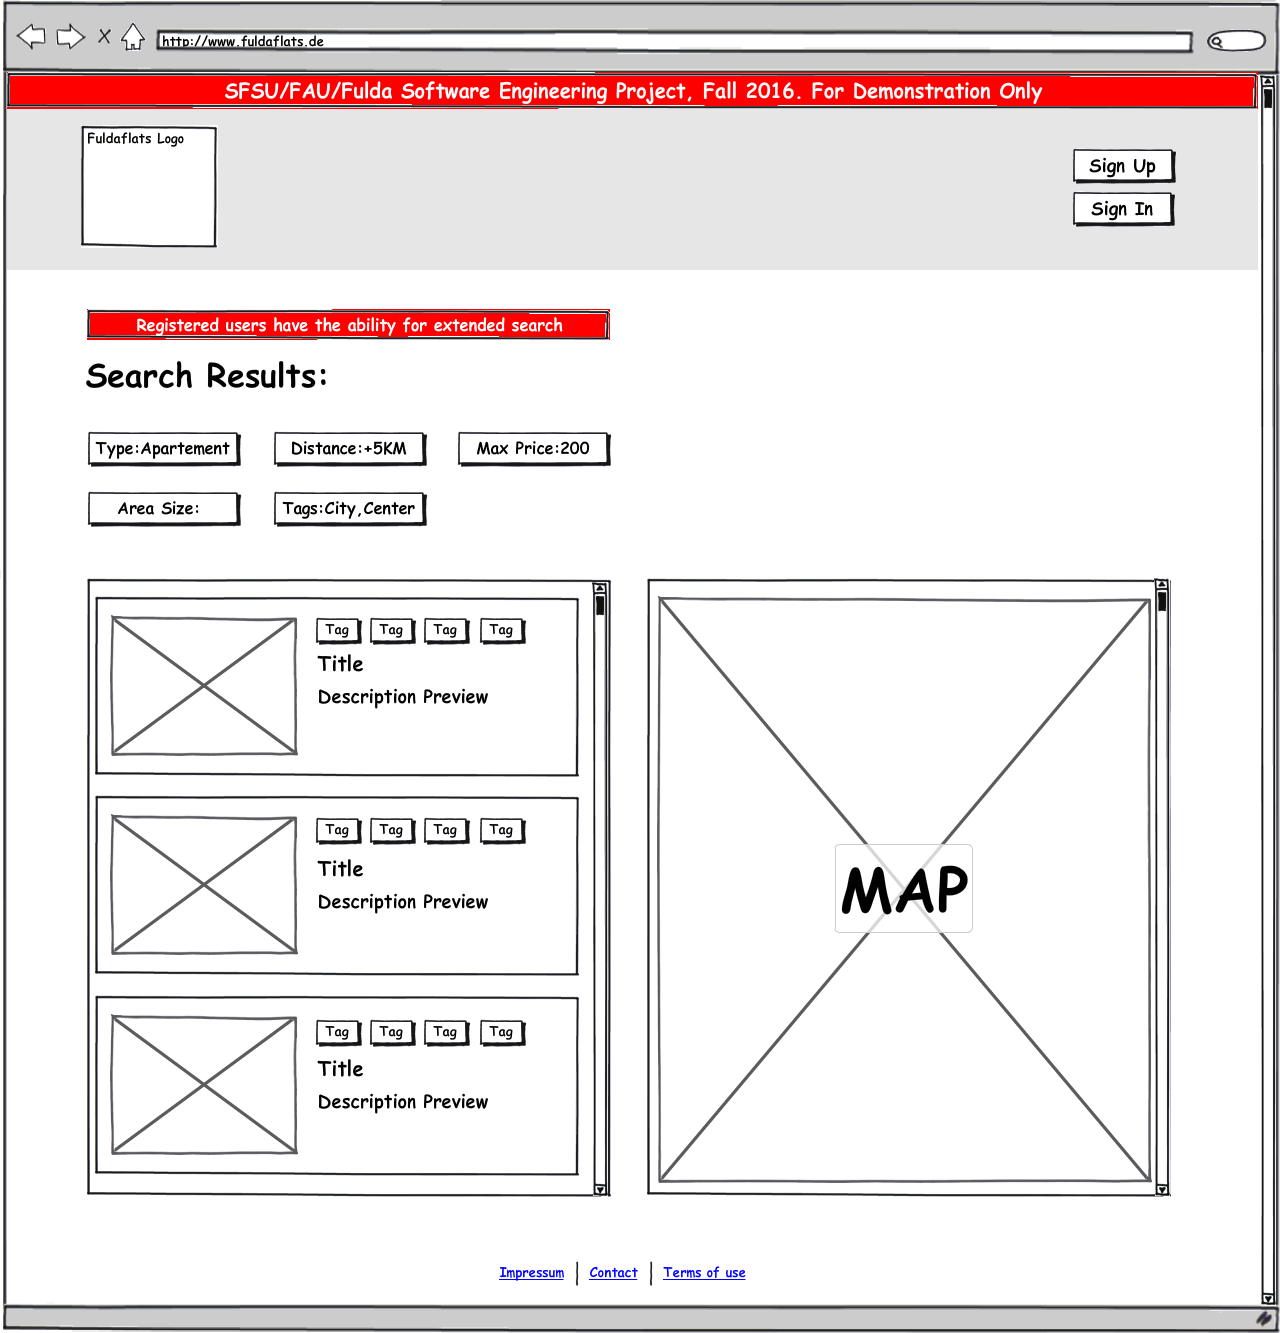 http://www.fuldaflats.de
SFSU/FAU/Fulda Software Engineering Project, Fall 2016. For Demonstration Only
Fuldaflats Logo
Sign Up
Sign In
Registered users have the ability for extended search
Search Results:
Type:Apartement
Distance:+5KM
Max Price:200
Area Size:
Tags:City,Center
Tag Tag Tag Tag
Title
Description Preview
Tag Tag Tag Tag
Title
Description Preview
Tag Tag Tag Tag
Title
Description Preview
MAP
Impressum | Contact | Terms of use